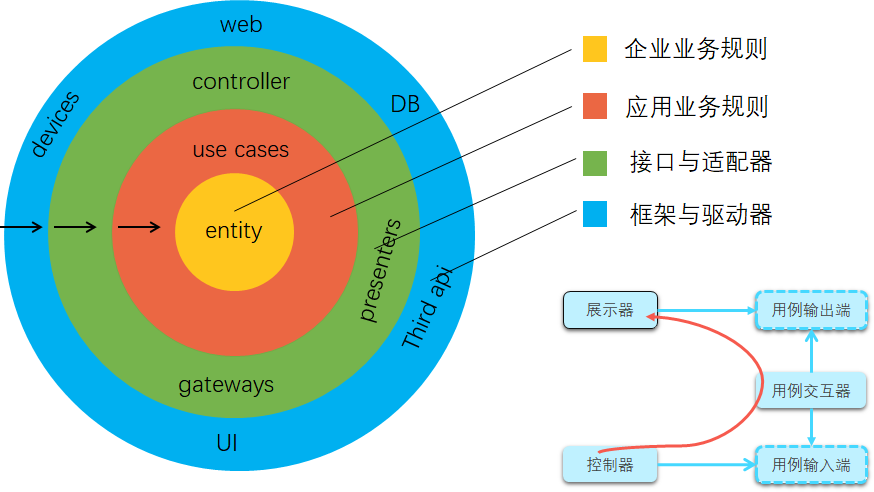 web
controller
devices
DB
use cases
entity
presenters
Third api
gateways
UI
企业业务规则
应用业务规则
接口与适配器
框架与驱动器
展示器
用例输出端
用例交互器
控制器
用例输入端